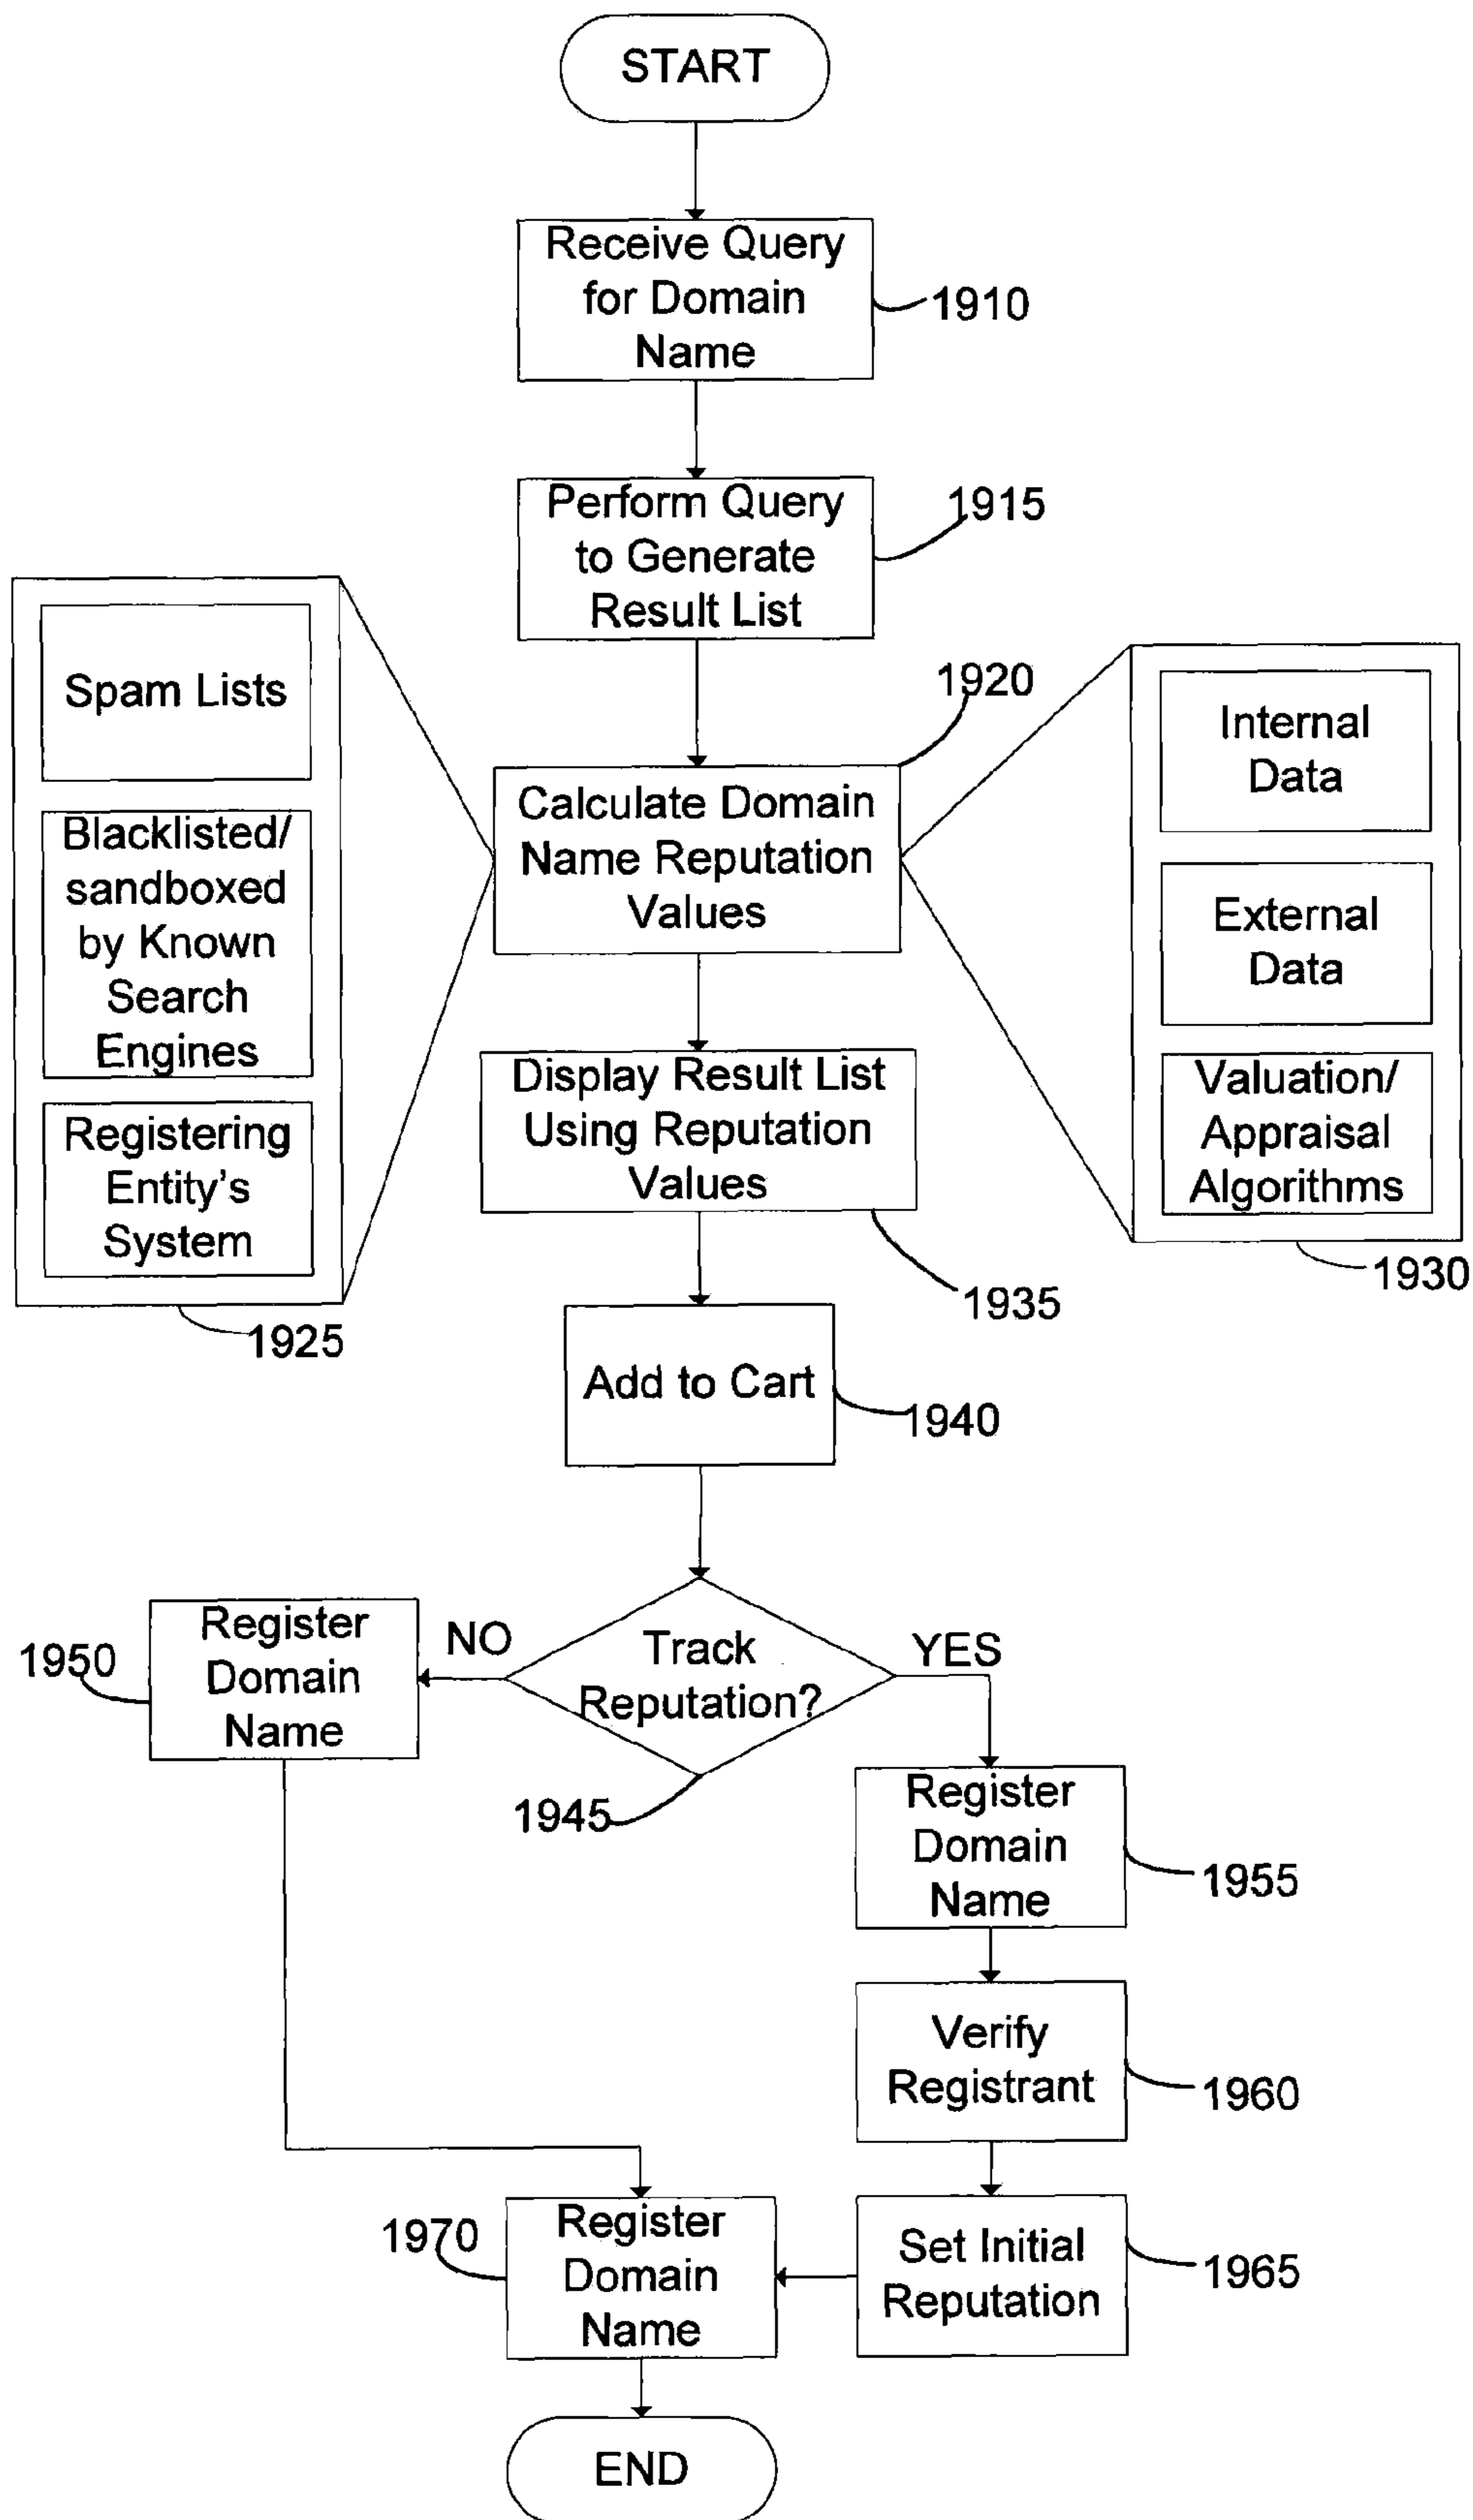 START
Receive Query
for Domain
Name
1910
Perform Query
to Generate
Result List
1915
Spam Lists
Blacklisted/
sandboxed
by Known
Search
Engines
Registering
Entity's
System
1925
1920
Calculate Domain
Name Reputation
Values
Internal
Data
External
Data
Valuation/
Appraisal
Algorithms
1930
Display Result List
Using Reputation
Values
1935
Add to Cart
1940
Track
Reputation?
1945
NO
YES
Register
Domain
Name
1950
Register
Domain
Name
1955
Verify
Registrant
1960
Set Initial
Reputation
1965
Register
Domain
Name
1970
END